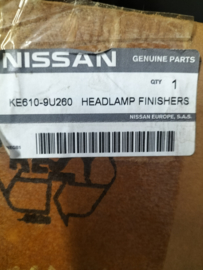 NISSAN
GENUINE PARTS
QTY 1
KE610-9U260 HEADLAMP FINISHERS
NISSAN EUROPE, S.A.S.